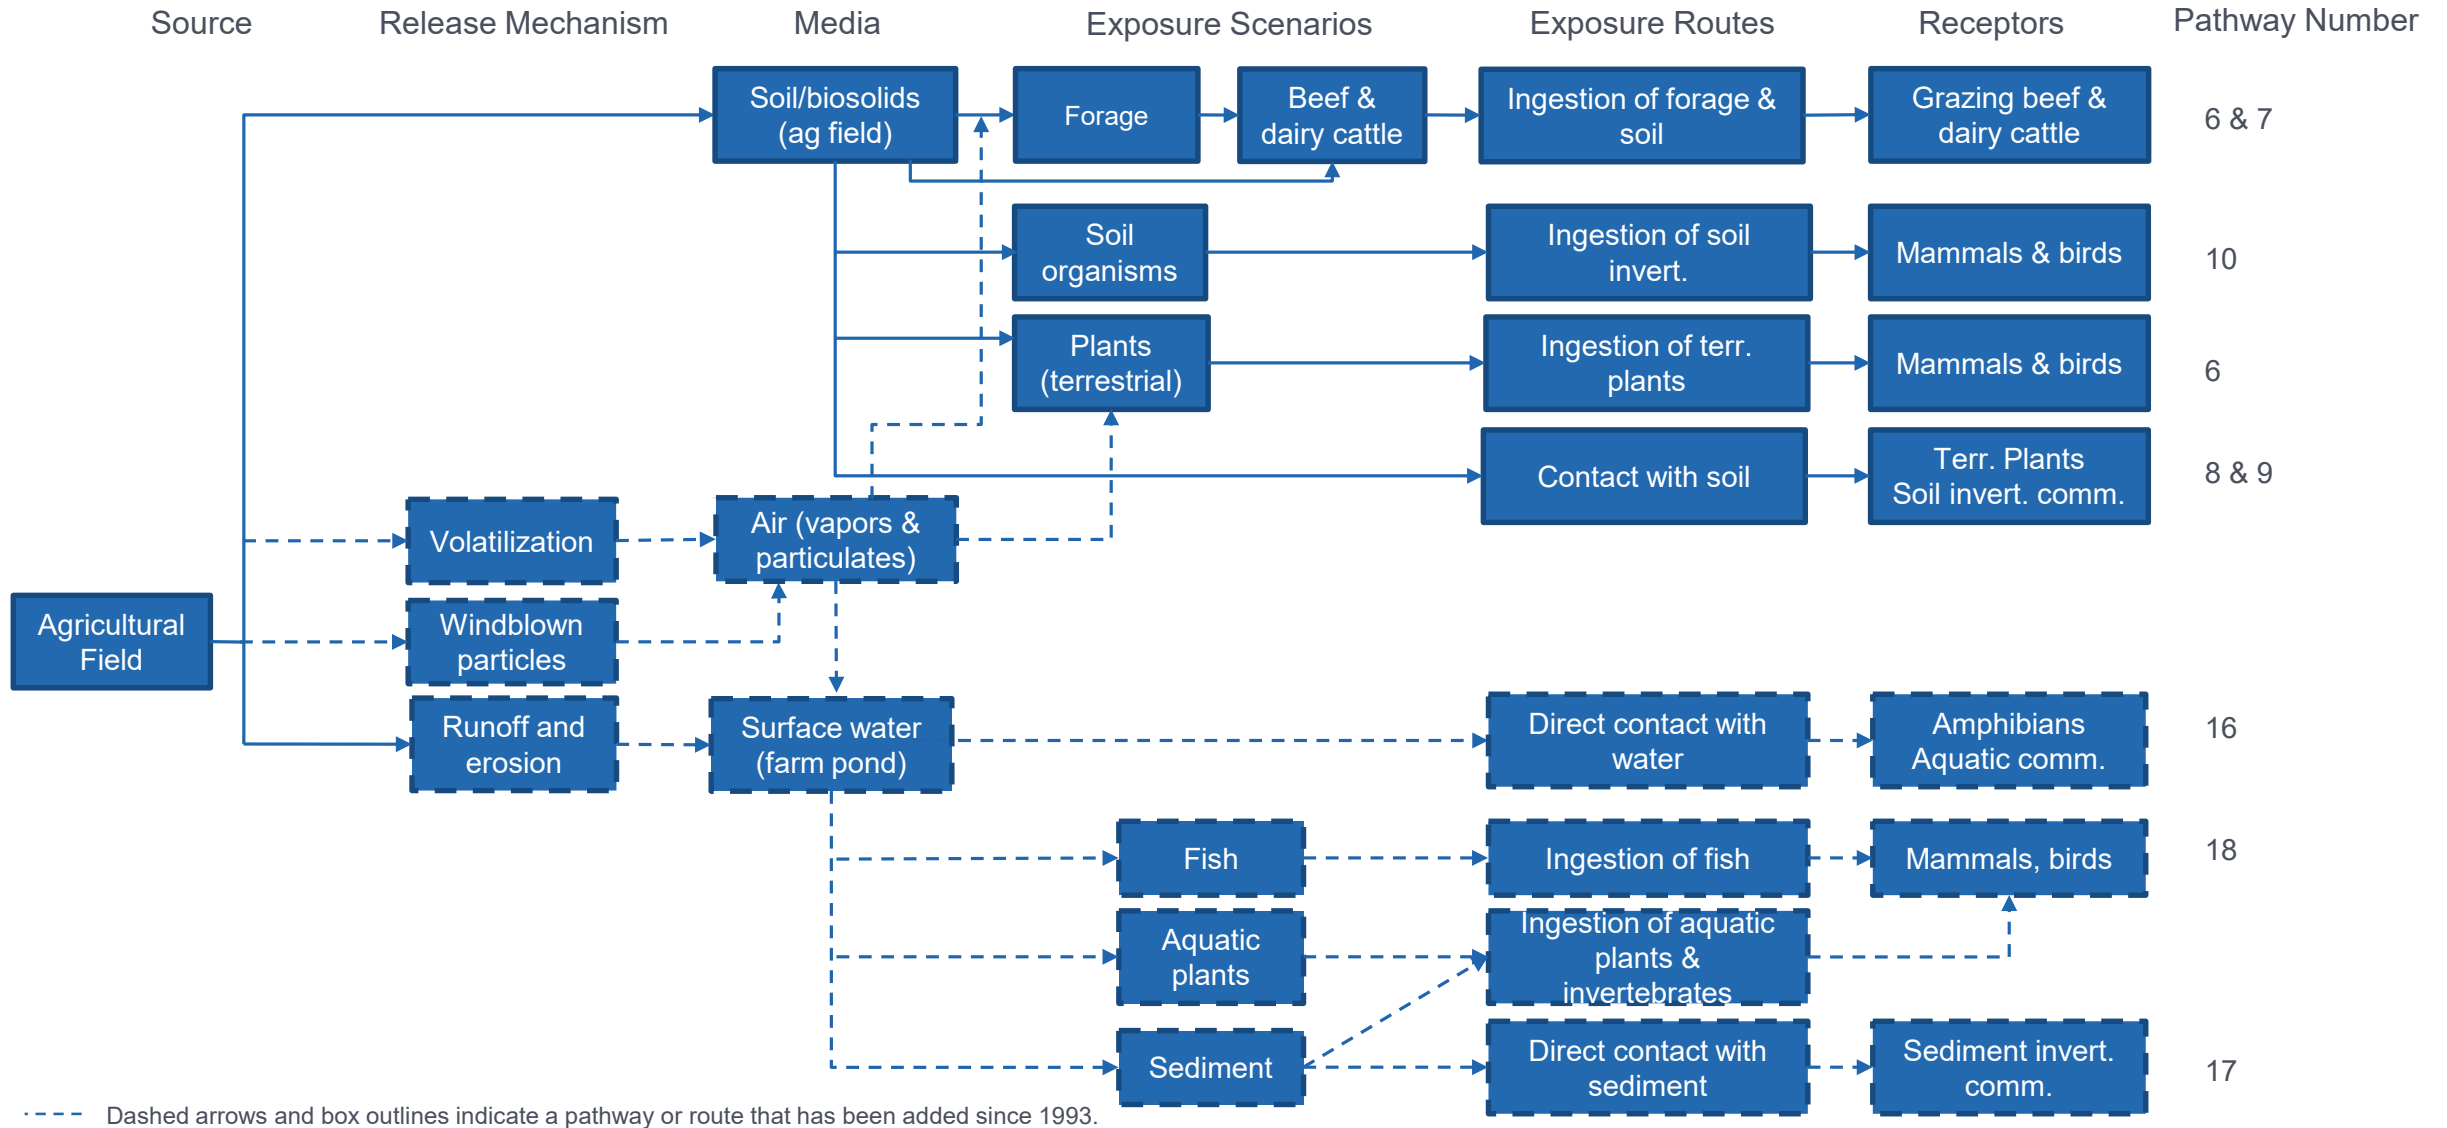 Source
Release Mechanism
Media
Exposure Scenarios
Exposure Routes
Receptors
Pathway Number
Soil/biosolids
(ag field)
Forage
Beef &
dairy cattle
Ingestion of forage &
soil
Grazing beef &
dairy cattle
6 & 7
Soil
organisms
Ingestion of soil
invert.
Mammals & birds
10
Plants
(terrestrial)
Ingestion of terr.
plants
Mammals & birds
6
Contact with soil
Terr. Plants
Soil invert. comm.
8 & 9
Volatilization
Air (vapors &
particulates)
Agricultural
Field
Windblown
particles
Runoff and
erosion
Surface water
(farm pond)
Direct contact with
water
Amphibians
Aquatic comm.
16
Fish
Ingestion of fish
Mammals, birds
18
Aquatic
plants
Ingestion of aquatic
plants &
invertebrates
Sediment
Direct contact with
sediment
Sediment invert.
comm.
17
Dashed arrows and box outlines indicate a pathway or route that has been added since 1993.